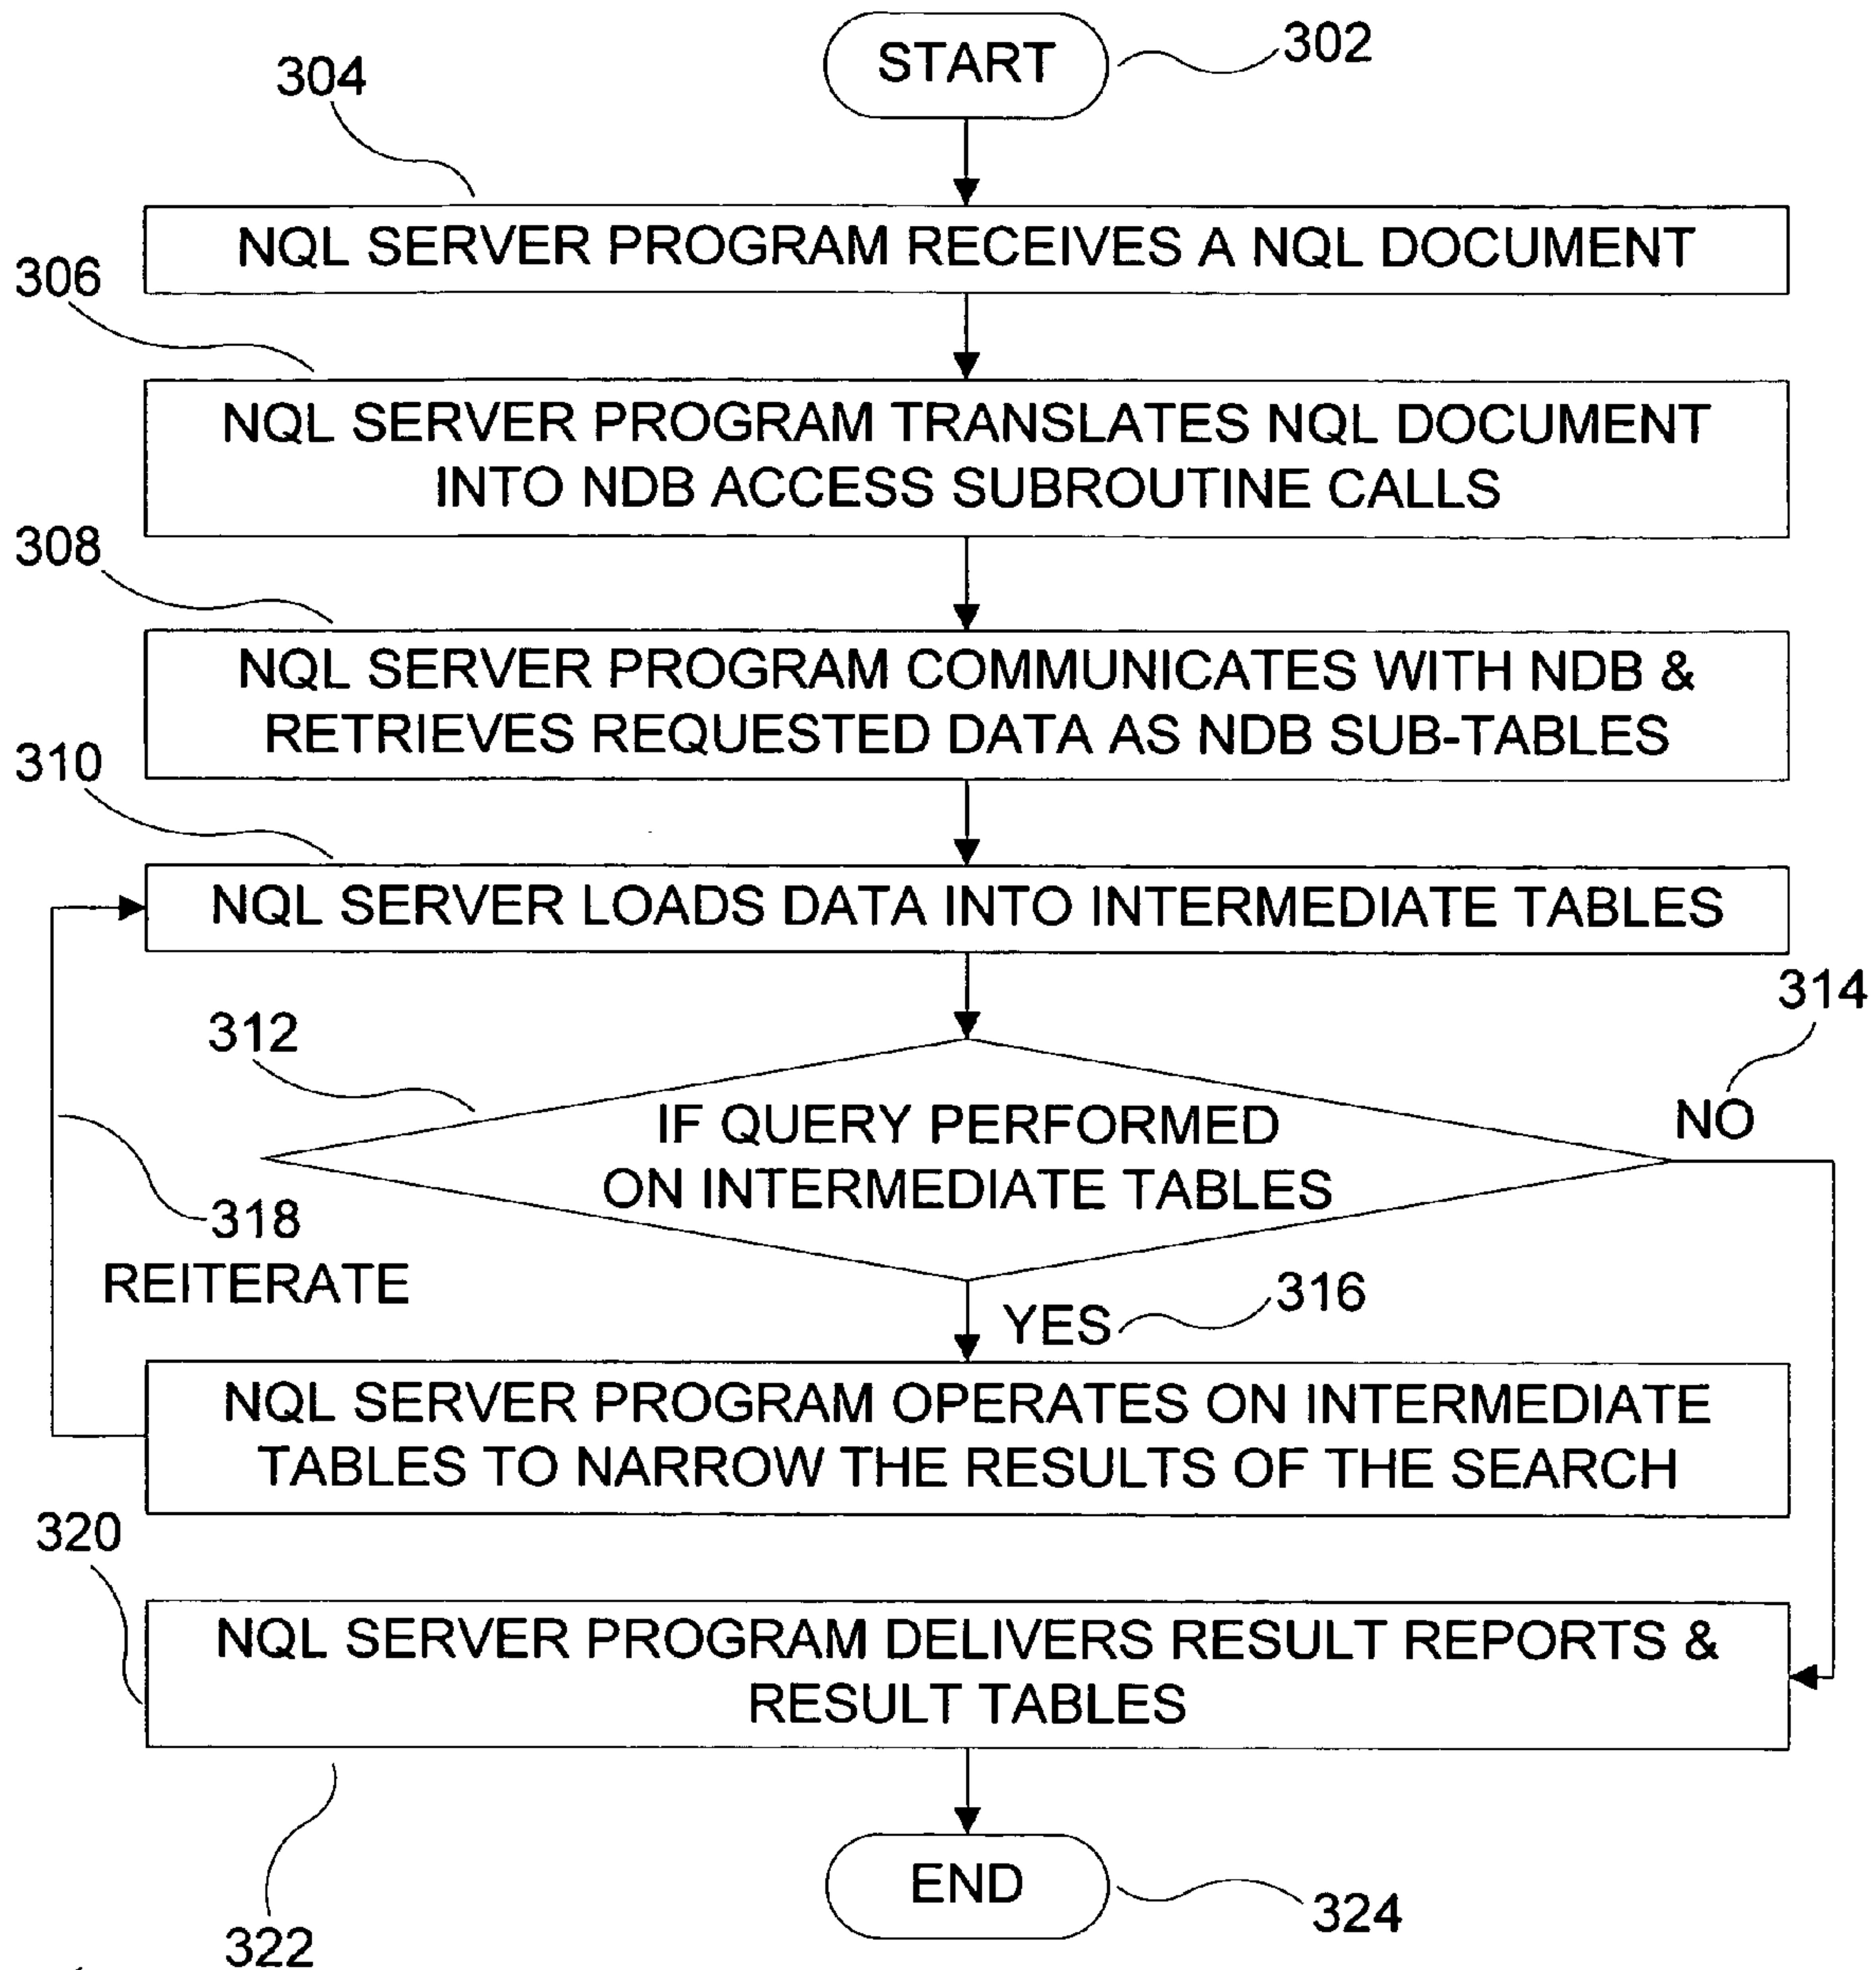 START
302
304
NQL SERVER PROGRAM RECEIVES A NQL DOCUMENT
306
NQL SERVER PROGRAM TRANSLATES NQL DOCUMENT
INTO NDB ACCESS SUBROUTINE CALLS
308
NQL SERVER PROGRAM COMMUNICATES WITH NDB &
RETRIEVES REQUESTED DATA AS NDB SUB-TABLES
310
NQL SERVER LOADS DATA INTO INTERMEDIATE TABLES
314
312
NO
IF QUERY PERFORMED
ON INTERMEDIATE TABLES
318
REITERATE
YES
316
NQL SERVER PROGRAM OPERATES ON INTERMEDIATE
TABLES TO NARROW THE RESULTS OF THE SEARCH
320
NQL SERVER PROGRAM DELIVERS RESULT REPORTS &
RESULT TABLES
END
324
322